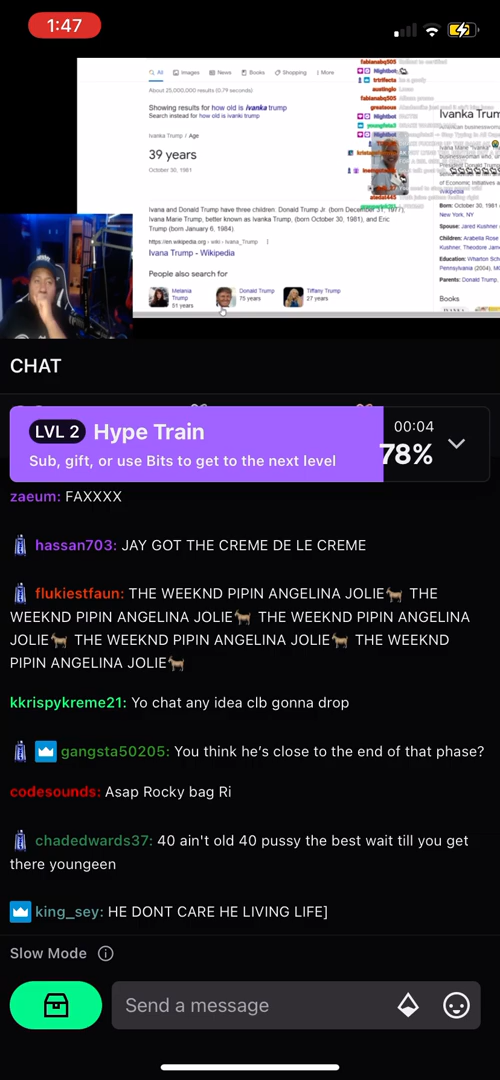 1:47
All Images News Books Shopping More
About 25,000,000 results (0.79 seconds)
Showing results for how old is ivanka trump
Search instead for how old is ivank trump
Ivanka Trump / Age
39 years
October 30, 1981
Ivana and Donald Trump have three children: Donald Trump Jr. (born December 31, 1977),
Ivana Marie Trump, better known as Ivanka Trump, (born October 30, 1981), and Eric
Trump (born January 6, 1984).
https://en.wikipedia.org › wiki › Ivana_Trump
Ivana Trump - Wikipedia
People also search for
Melania Trump
51 years
Donald Trump
75 years
Tiffany Trump
27 years
Ivanka Trum
Wikipedia
Born: October 30, 1981
New York, NY
Spouse: Jared Kushner
Children: Arabella Rose
Education: Wharton Sch
Parents: Donald Trump,
Books
CHAT
LVL 2 Hype Train
00:04
78%
Sub, gift, or use Bits to get to the next level
zaeum: FAXXXX
hassan703: JAY GOT THE CREME DE LE CREME
flukiestfaun: THE WEEKND PIPIN ANGELINA JOLIE🐐 THE
WEEKND PIPIN ANGELINA JOLIE🐐 THE WEEKND PIPIN ANGELINA
JOLIE🐐 THE WEEKND PIPIN ANGELINA JOLIE🐐 THE WEEKND
PIPIN ANGELINA JOLIE🐐
kkrispykreme21: Yo chat any idea clb gonna drop
gangsta50205: You think he’s close to the end of that phase?
codesounds: Asap Rocky bag Ri
chadedwards37: 40 ain't old 40 pussy the best wait till you get
there youngeen
king_sey: HE DONT CARE HE LIVING LIFE]
Slow Mode
Send a message